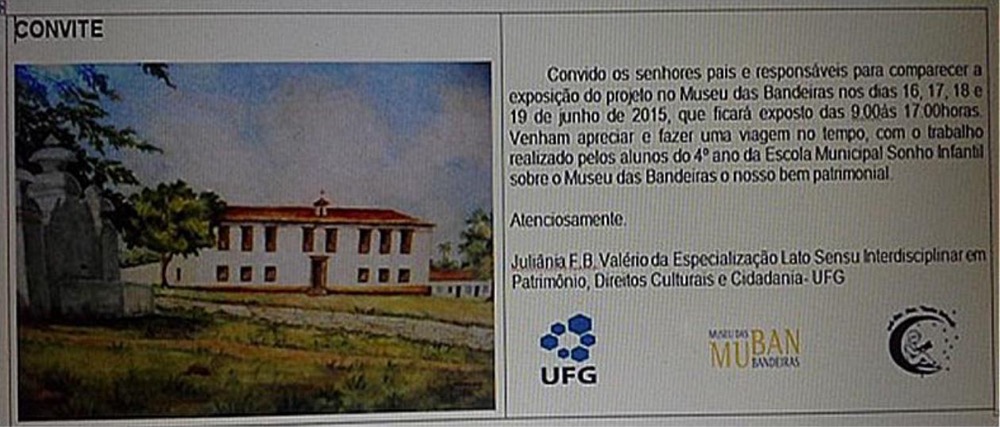 CONVITE
Convido os senhores pais e responsáveis para comparecer a
exposição do projeto no Museu das Bandeiras nos dias 16, 17, 18 e
19 de junho de 2015, que ficará exposto das 9:00ás 17:00horas.
Venham apreciar e fazer uma viagem no tempo, com o trabalho
realizado pelos alunos do 4º ano da Escola Municipal Sonho Infantil
sobre o Museu das Bandeiras o nosso bem patrimonial.
Atenciosamente.
Juliânia F.B. Valério da Especialização Lato Sensu Interdisciplinar em
Patrimônio, Direitos Culturais e Cidadania- UFG
UFG
MUSEU DAS
MUBAN
BANDEIRAS